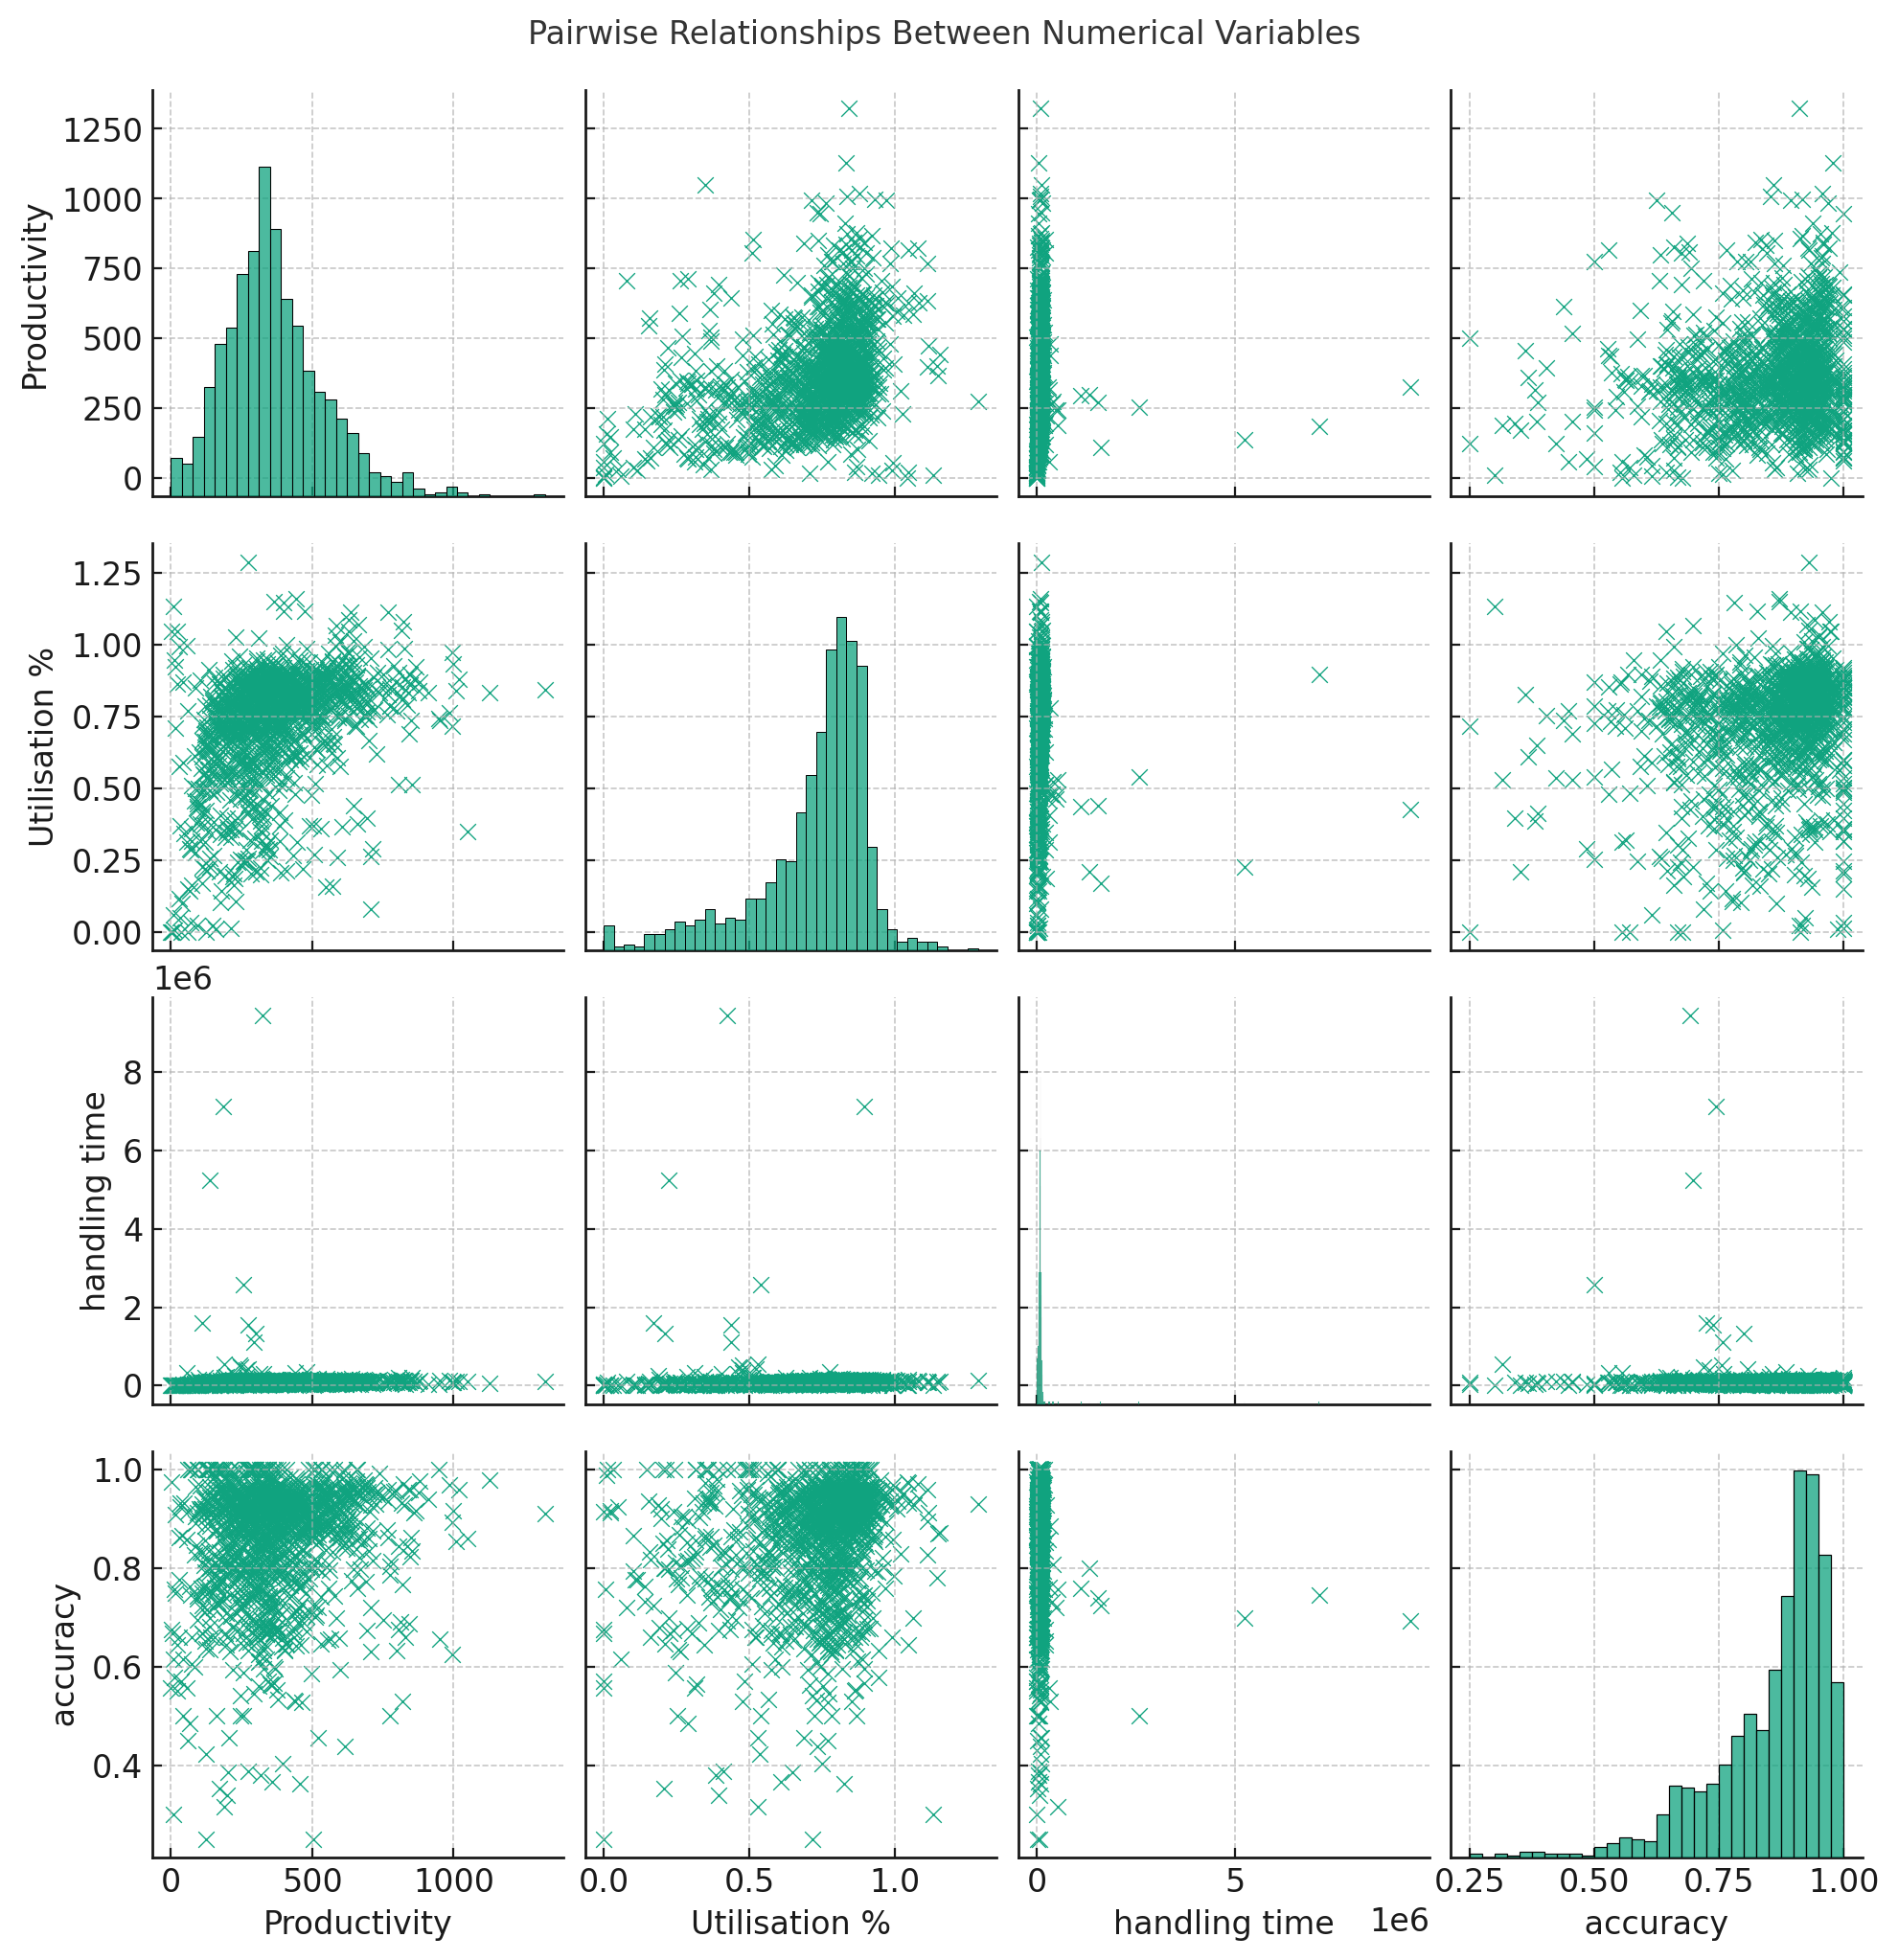 Pairwise Relationships Between Numerical Variables
1250
1000
750
500
250
0
Productivity
1.25
1.00
0.75
0.50
0.25
0.00
Utilisation %
1e6
8
6
4
2
0
handling time
1.0
0.8
0.6
0.4
accuracy
0 500 1000
Productivity
0.0 0.5 1.0
Utilisation %
0 5
handling time 1e6
0.25 0.50 0.75 1.00
accuracy